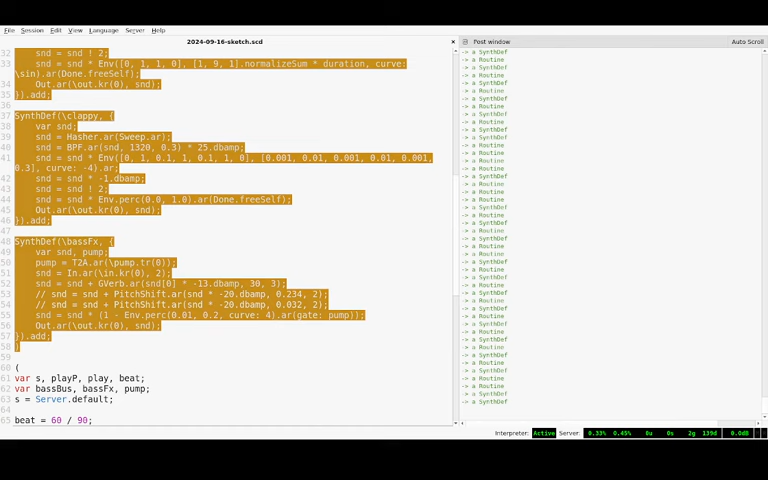 File Session Edit View Language Server Help
2024-09-16-sketch.scd
32 snd = snd ! 2;
33 snd = snd * Env([0, 1, 1, 0], [1, 9, 1].normalizeSum * duration, curve:
\sin).ar(Done.freeSelf);
34 Out.ar(\out.kr(0), snd);
35 }).add;
36
37 SynthDef(\clappy, {
38 var snd;
39 snd = Hasher.ar(Sweep.ar);
40 snd = BPF.ar(snd, 1320, 0.3) * 25.dbamp;
41 snd = snd * Env([0, 1, 0.1, 1, 0.1, 1, 0], [0.001, 0.01, 0.001, 0.01, 0.001,
0.3], curve: -4).ar;
42 snd = snd * -1.dbamp;
43 snd = snd ! 2;
44 snd = snd * Env.perc(0.0, 1.0).ar(Done.freeSelf);
45 Out.ar(\out.kr(0), snd);
46 }).add;
47
48 SynthDef(\bassFx, {
49 var snd, pump;
50 pump = T2A.ar(\pump.tr(0));
51 snd = In.ar(\in.kr(0), 2);
52 snd = snd + GVerb.ar(snd[0] * -13.dbamp, 30, 3);
53 // snd = snd + PitchShift.ar(snd * -20.dbamp, 0.234, 2);
54 // snd = snd + PitchShift.ar(snd * -20.dbamp, 0.032, 2);
55 snd = snd * (1 - Env.perc(0.01, 0.2, curve: 4).ar(gate: pump));
56 Out.ar(\out.kr(0), snd);
57 }).add;
58 )
59
60 (
61 var s, playP, play, beat;
62 var bassBus, bassFx, pump;
63 s = Server.default;
64
65 beat = 60 / 90;
Post window
Auto Scroll
-> a SynthDef
-> a Routine
-> a SynthDef
-> a Routine
-> a SynthDef
-> a Routine
-> a SynthDef
-> a Routine
Interpreter: Active Server: 0.33% 0.45% 0u 0s 2g 139d 0.0dB